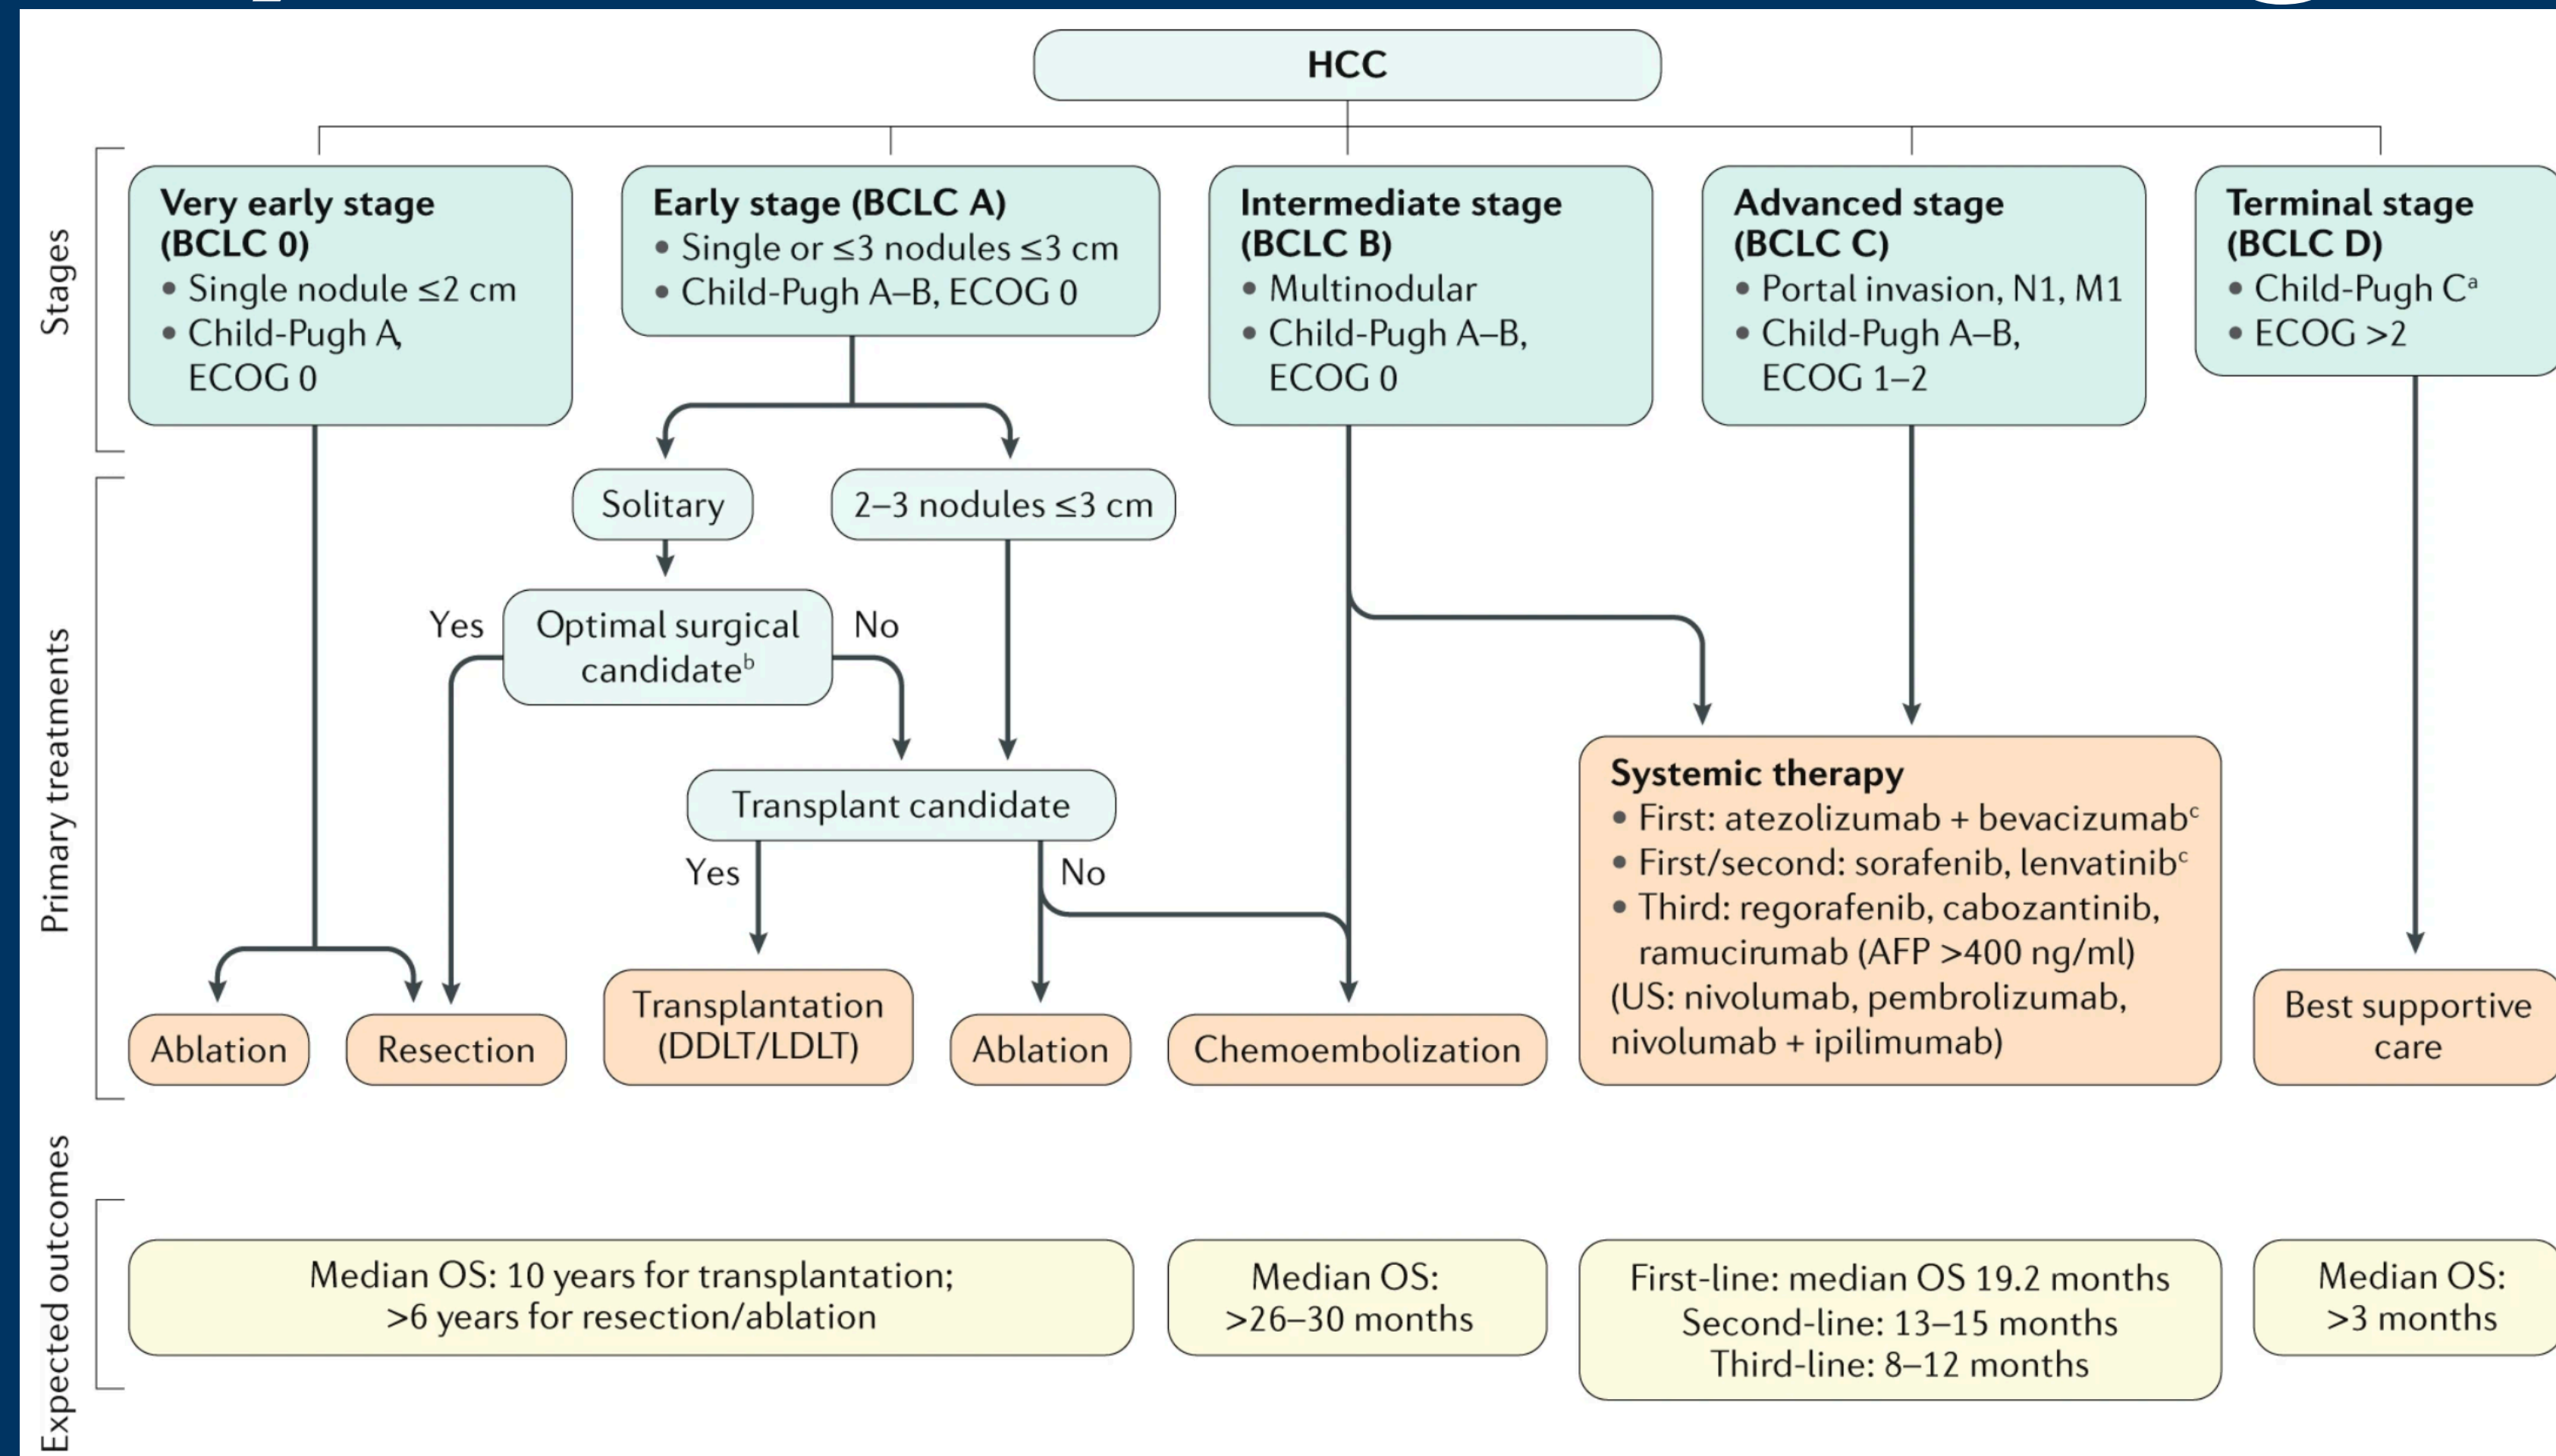 HCC
Stages
Very early stage
(BCLC 0)
• Single nodule ≤2 cm
• Child-Pugh A,
ECOG 0
Early stage (BCLC A)
• Single or ≤3 nodules ≤3 cm
• Child-Pugh A–B, ECOG 0
Intermediate stage
(BCLC B)
• Multinodular
• Child-Pugh A–B,
ECOG 0
Advanced stage
(BCLC C)
• Portal invasion, N1, M1
• Child-Pugh A–B,
ECOG 1–2
Terminal stage
(BCLC D)
• Child-Pugh Cᵃ
• ECOG >2
Primary treatments
Solitary
2–3 nodules ≤3 cm
Yes
Optimal surgical
candidateᵇ
No
Transplant candidate
Yes
No
Ablation
Resection
Transplantation
(DDLT/LDLT)
Ablation
Chemoembolization
Systemic therapy
• First: atezolizumab + bevacizumabᶜ
• First/second: sorafenib, lenvatinibᶜ
• Third: regorafenib, cabozantinib,
ramucirumab (AFP >400 ng/ml)
(US: nivolumab, pembrolizumab,
nivolumab + ipilimumab)
Best supportive
care
Expected outcomes
Median OS: 10 years for transplantation;
>6 years for resection/ablation
Median OS:
>26–30 months
First-line: median OS 19.2 months
Second-line: 13–15 months
Third-line: 8–12 months
Median OS:
>3 months